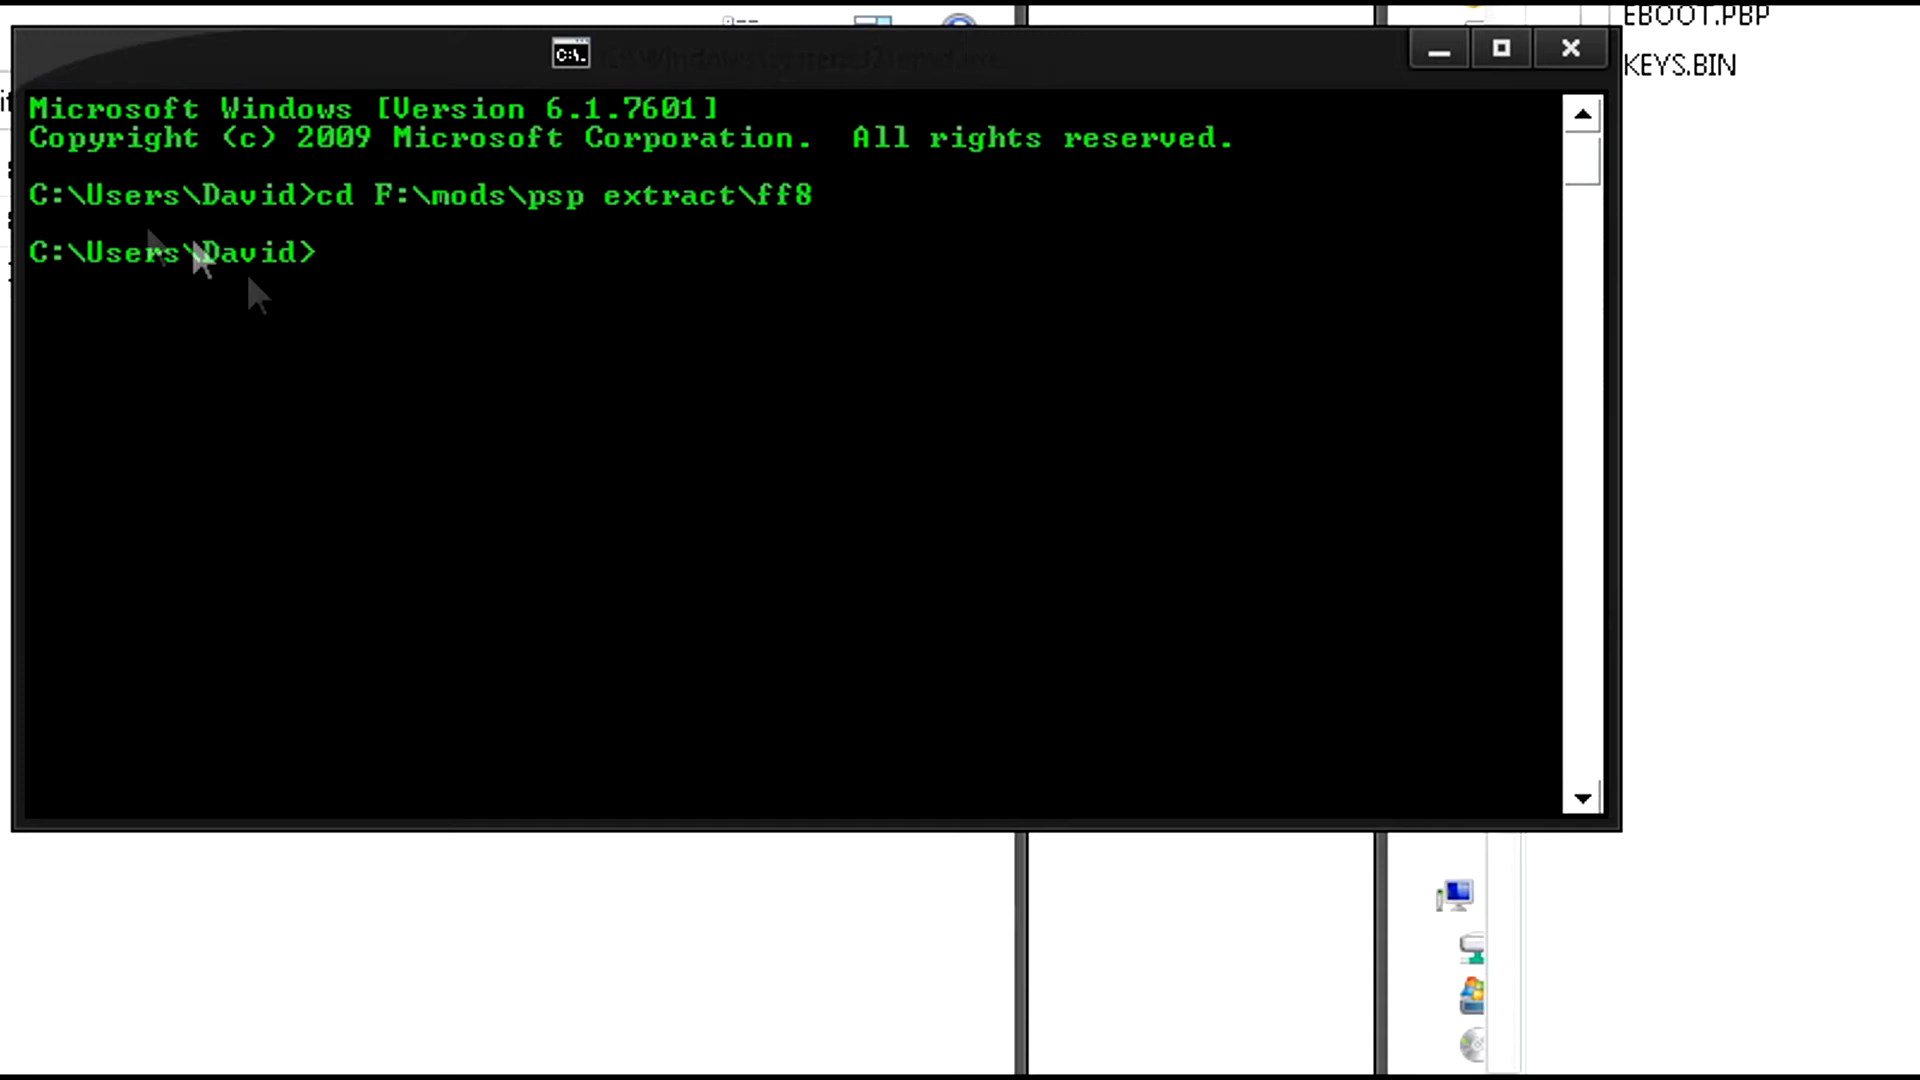 EBOOT.PBP
KEYS.BIN
C:\.
Microsoft Windows [Version 6.1.7601]
Copyright (c) 2009 Microsoft Corporation.  All rights reserved.
C:\Users\David>cd F:\mods\psp extract\ff8
C:\Users\David>